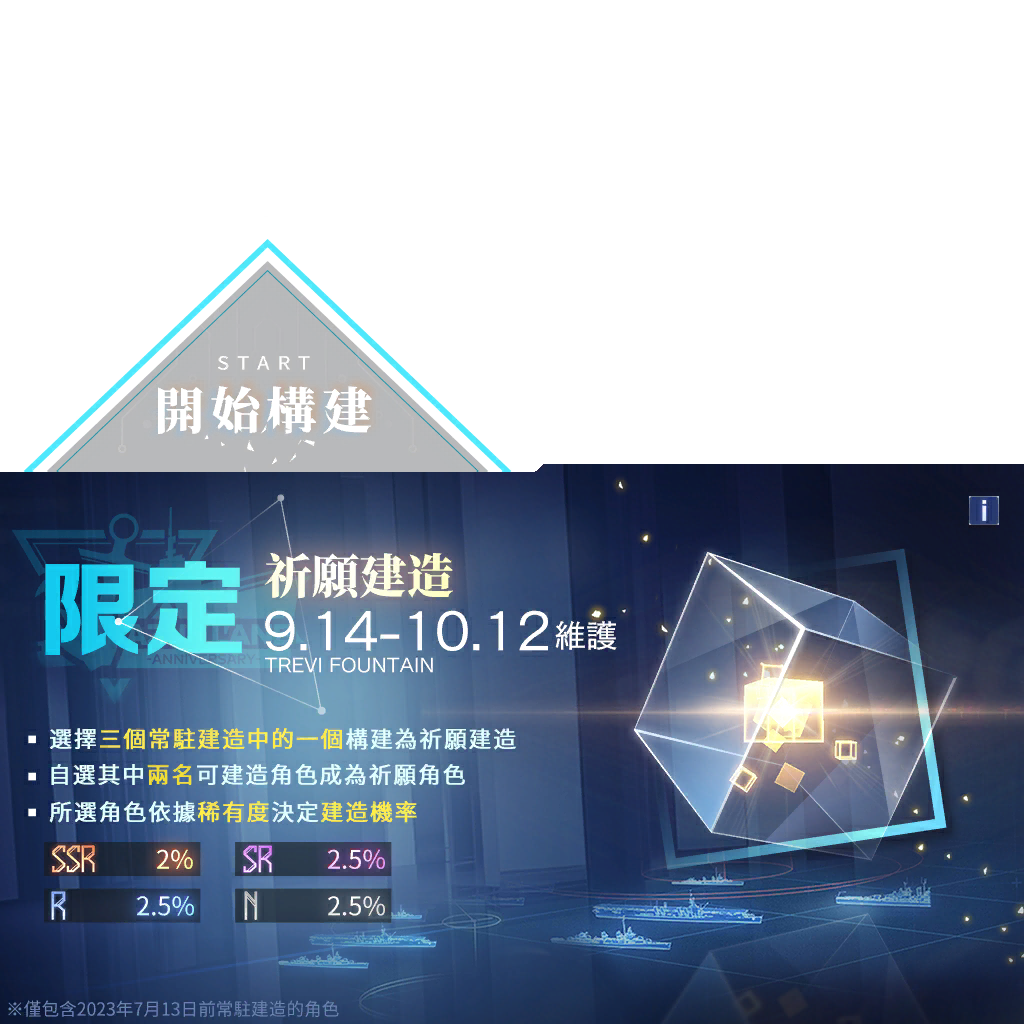 START
開始構建
限定
祈願建造
9.14-10.12維護
TREVI FOUNTAIN
ANNIVERSARY
i
▪ 選擇三個常駐建造中的一個構建為祈願建造
▪ 自選其中兩名可建造角色成為祈願角色
▪ 所選角色依據稀有度決定建造機率
SSR 2% SR 2.5%
R 2.5% N 2.5%
※僅包含2023年7月13日前常駐建造的角色